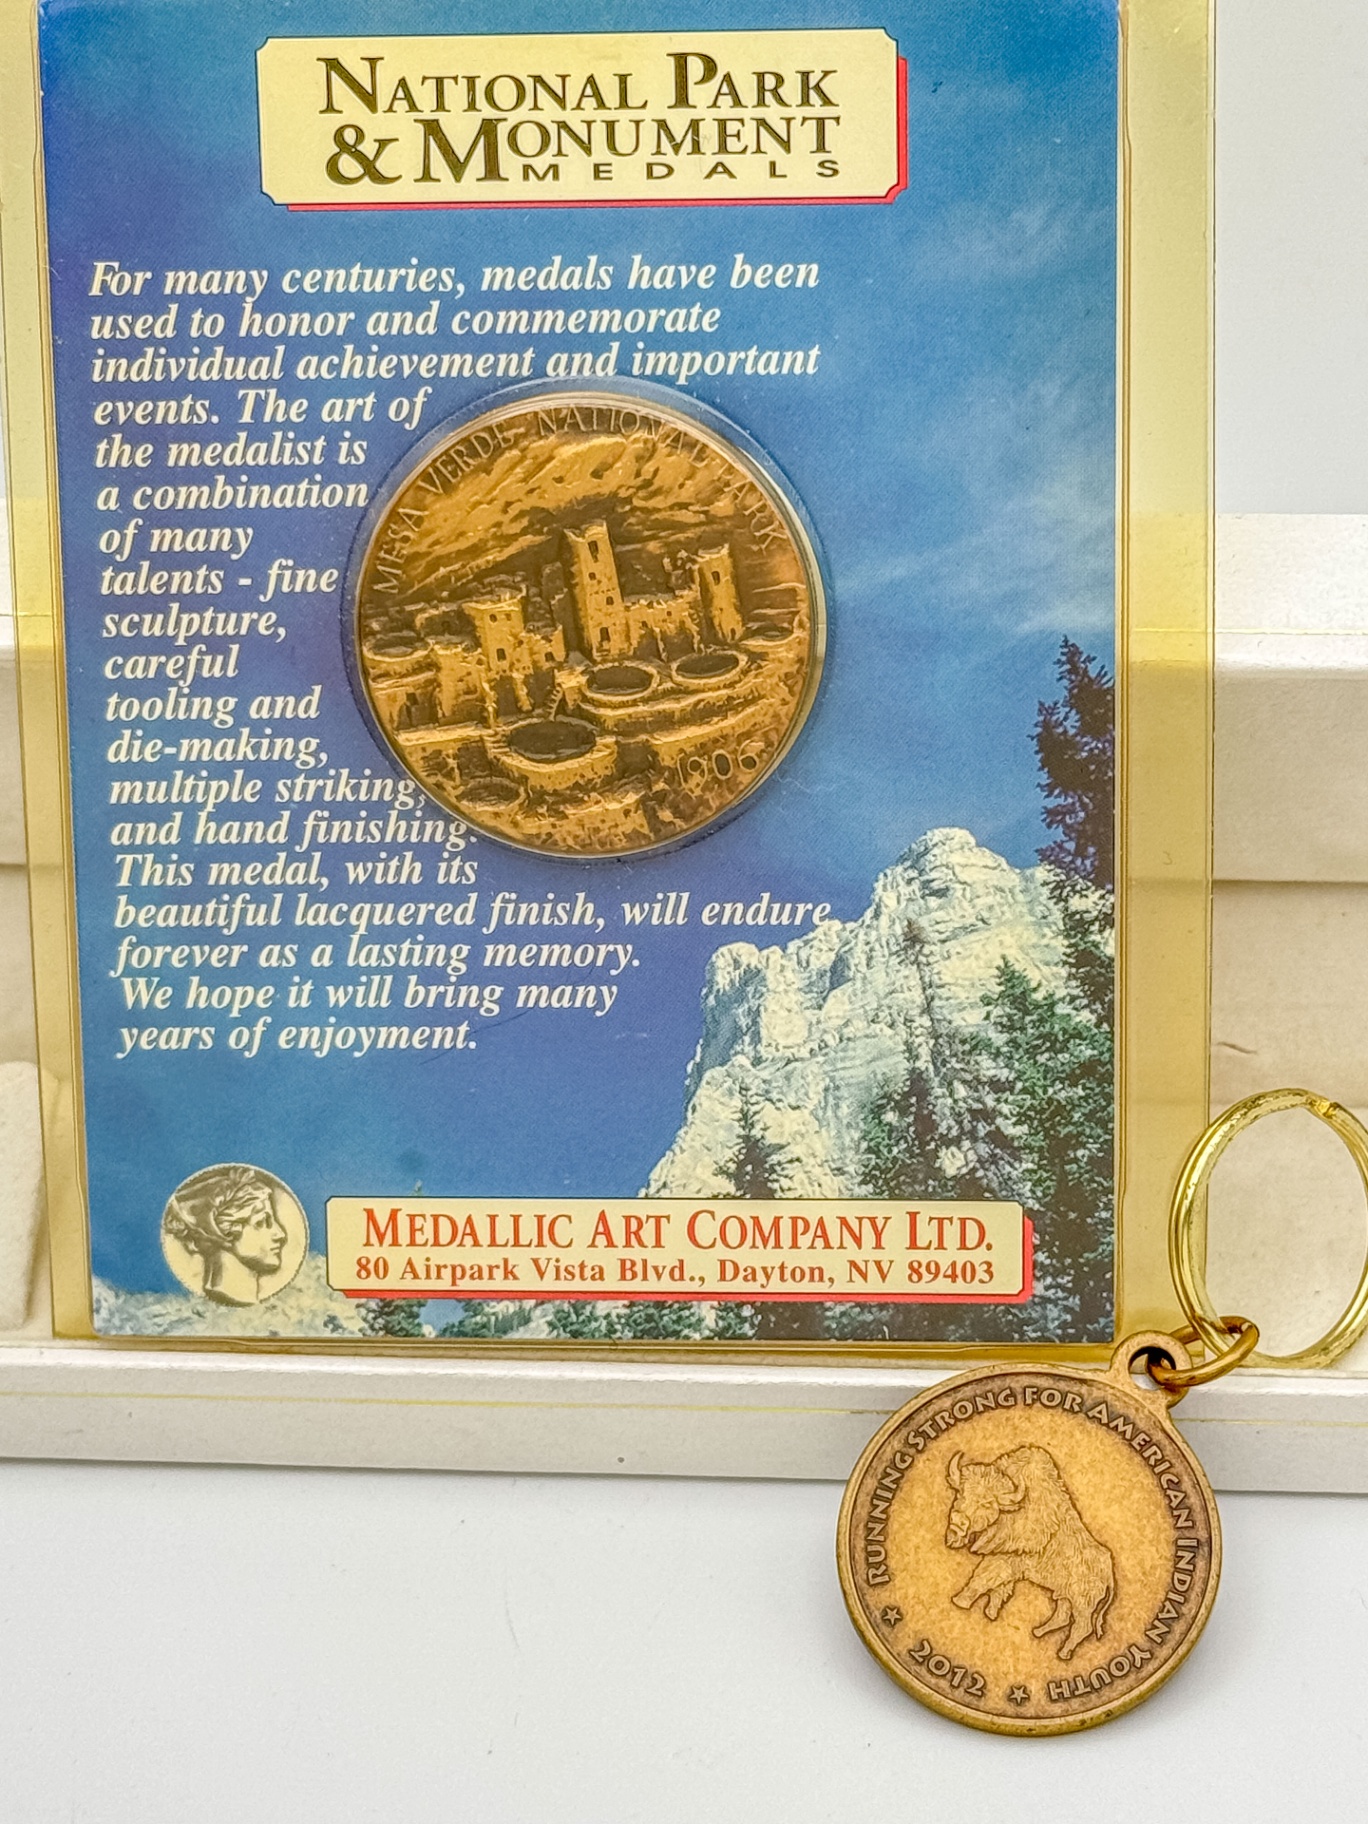 NATIONAL PARK
& MONUMENT
MEDALS
For many centuries, medals have been
used to honor and commemorate
individual achievement and important
events. The art of
the medalist is
a combination
of many
talents - fine
sculpture,
careful
tooling and
die-making,
multiple striking,
and hand finishing.
This medal, with its
beautiful lacquered finish, will endure
forever as a lasting memory.
We hope it will bring many
years of enjoyment.
MESA VERDE NATIONAL PARK
1906
MEDALLIC ART COMPANY LTD.
80 Airpark Vista Blvd., Dayton, NV 89403
RUNNING STRONG FOR AMERICAN INDIAN YOUTH
★ 2012 ★